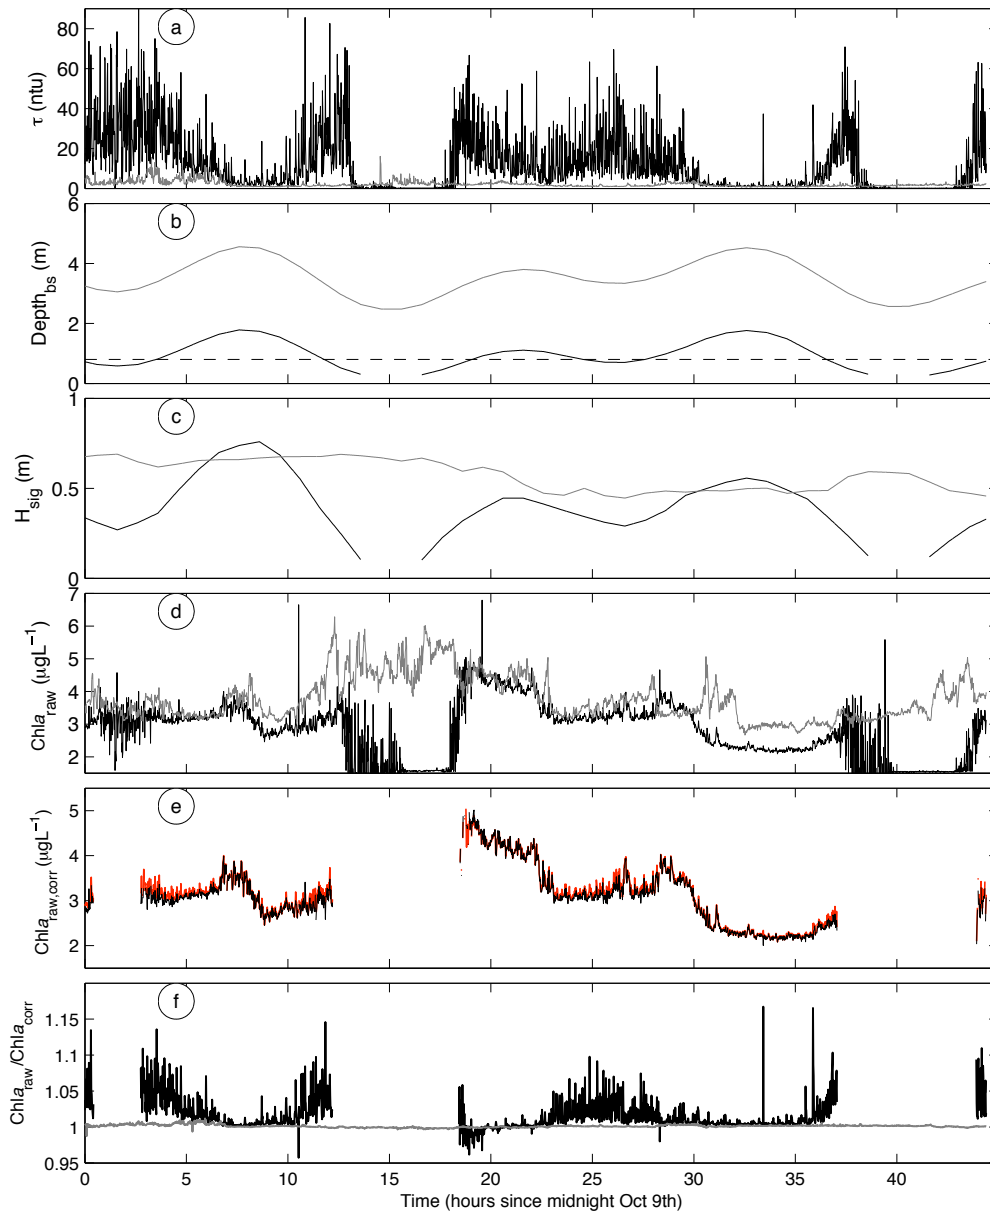 a
80
60
40
20
0
τ (ntu)
b
6
4
2
0
Depth_bs (m)
c
1
0.5
0
H_sig (m)
d
7
6
5
4
3
2
Chla_raw (µgL⁻¹)
e
5
4
3
2
Chla_raw,corr (µgL⁻¹)
f
1.15
1.1
1.05
1
0.95
Chla_raw/Chla_corr
0 5 10 15 20 25 30 35 40
Time (hours since midnight Oct 9th)